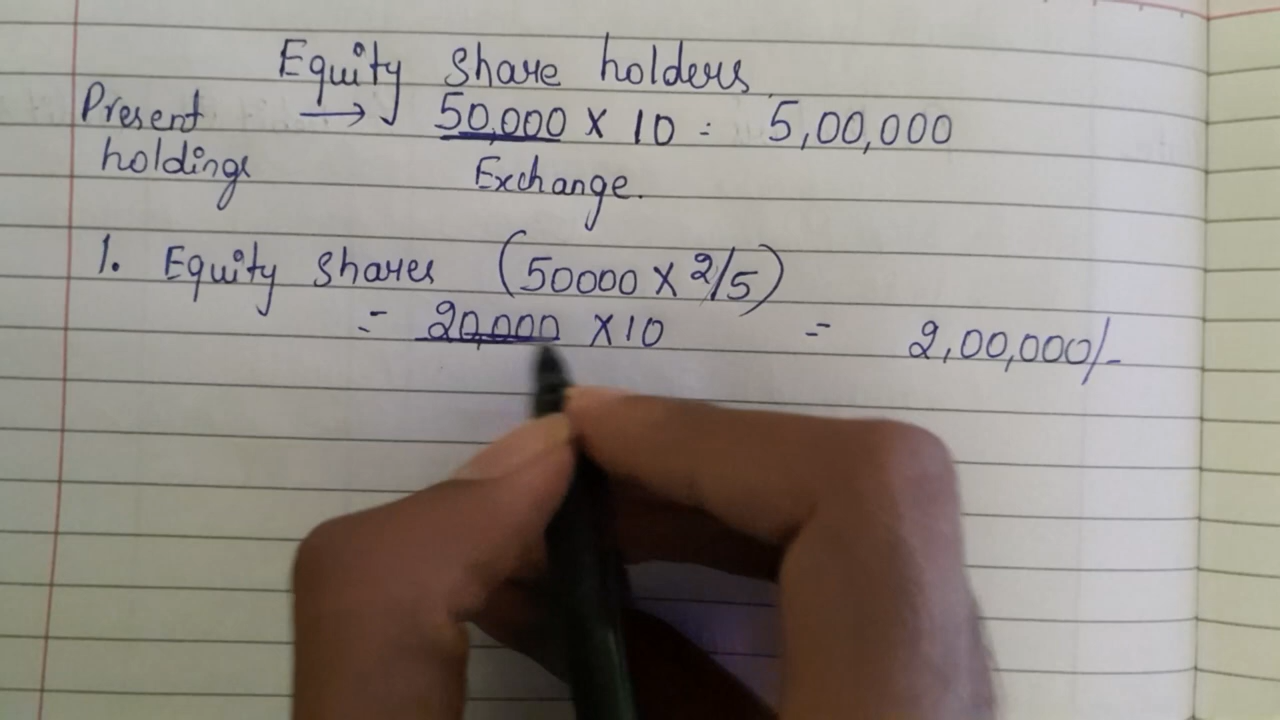 Equity Share holders
Present → 50,000 X 10 = 5,00,000
holdings Exchange.
1. Equity Shares (50000 X 2/5)
= 20,000 X 10 = 2,00,000/-